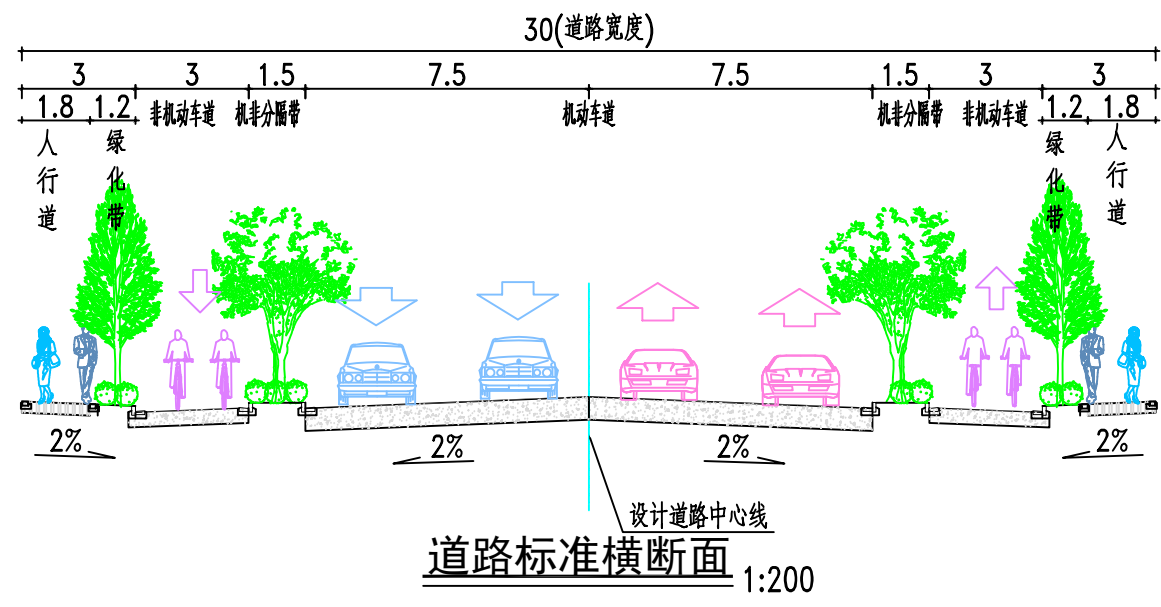 30(道路宽度)
3 3 1.5 7.5 7.5 1.5 3 3
1.8 1.2 非机动车道 机非分隔带 机动车道 机非分隔带 非机动车道 1.2 1.8
人行道 绿化带 绿化带 人行道
2% 2% 2% 2%
设计道路中心线
道路标准横断面 1:200